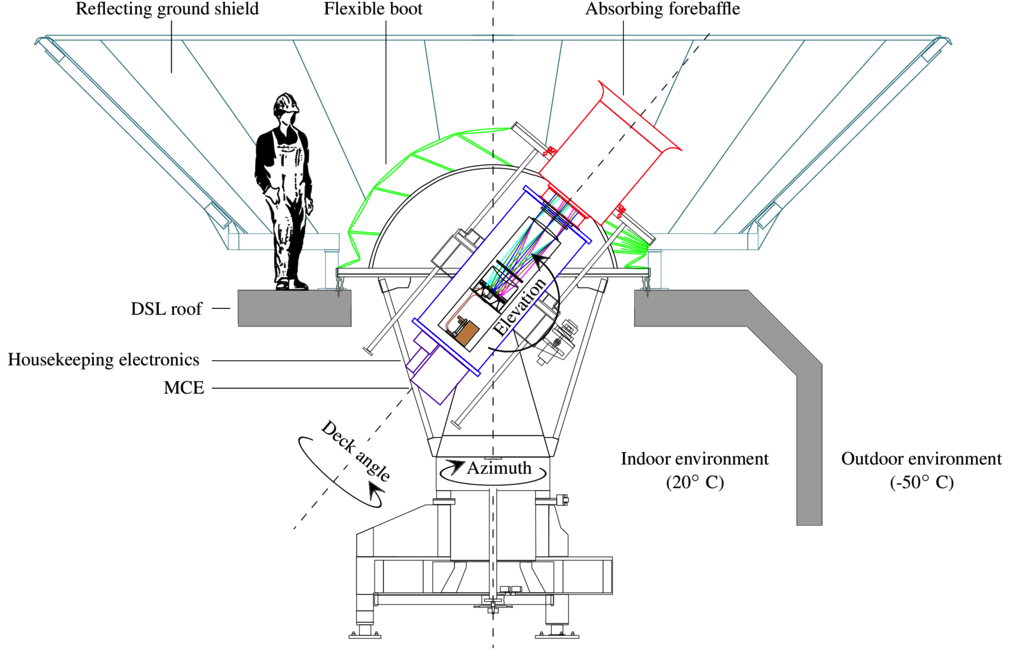 Reflecting ground shield
Flexible boot
Absorbing forebaffle
Elevation
DSL roof
Housekeeping electronics
MCE
Deck angle
Azimuth
Indoor environment
(20° C)
Outdoor environment
(-50° C)